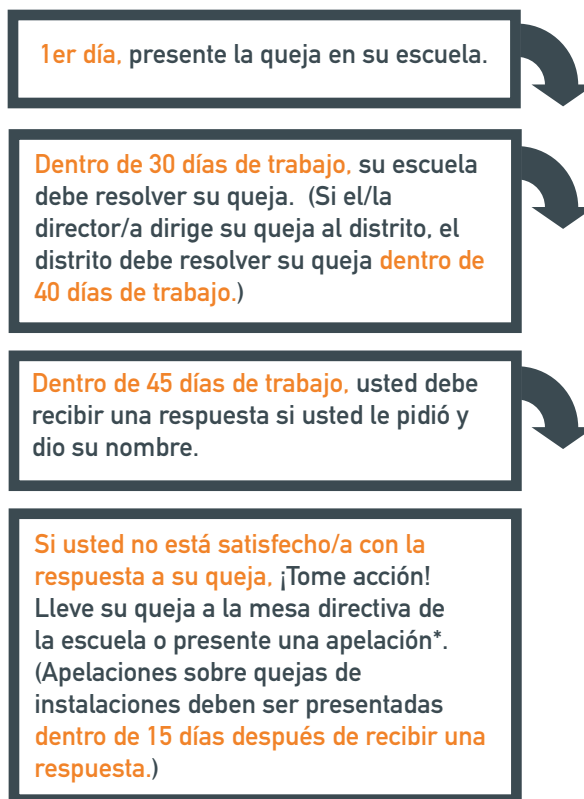 1er día, presente la queja en su escuela.
Dentro de 30 días de trabajo, su escuela
debe resolver su queja. (Si el/la
director/a dirige su queja al distrito, el
distrito debe resolver su queja dentro de
40 días de trabajo.)
Dentro de 45 días de trabajo, usted debe
recibir una respuesta si usted le pidió y
dio su nombre.
Si usted no está satisfecho/a con la
respuesta a su queja, ¡Tome acción!
Lleve su queja a la mesa directiva de
la escuela o presente una apelación*.
(Apelaciones sobre quejas de
instalaciones deben ser presentadas
dentro de 15 días después de recibir una
respuesta.)